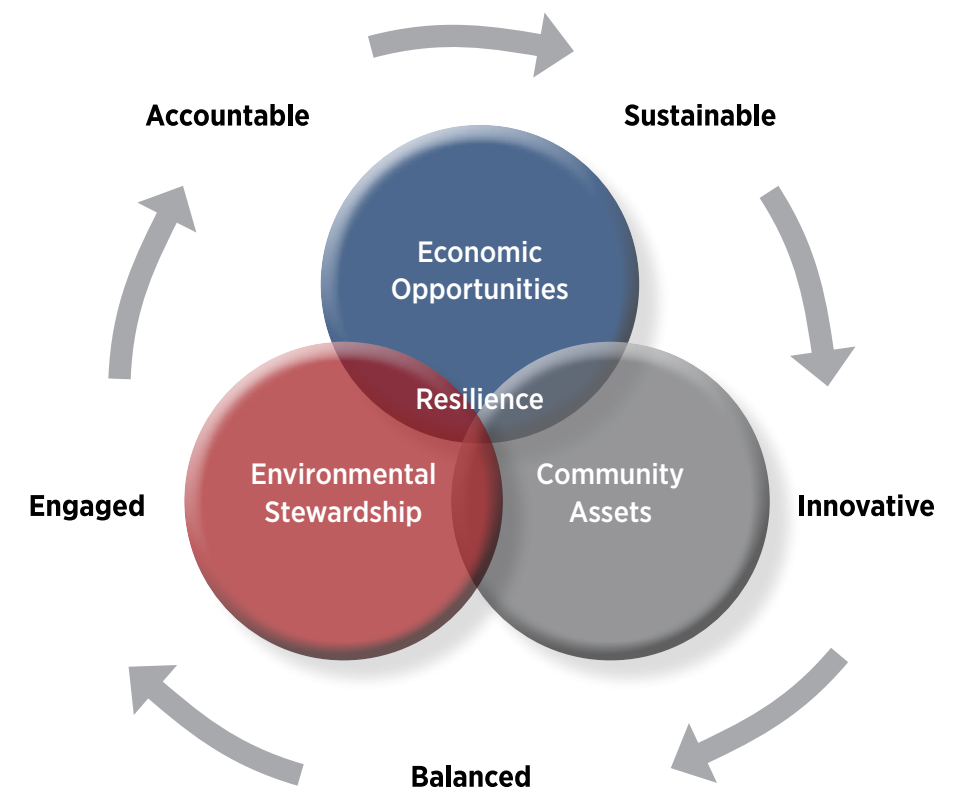 Accountable
Sustainable
Economic
Opportunities
Resilience
Environmental
Stewardship
Community
Assets
Engaged
Innovative
Balanced